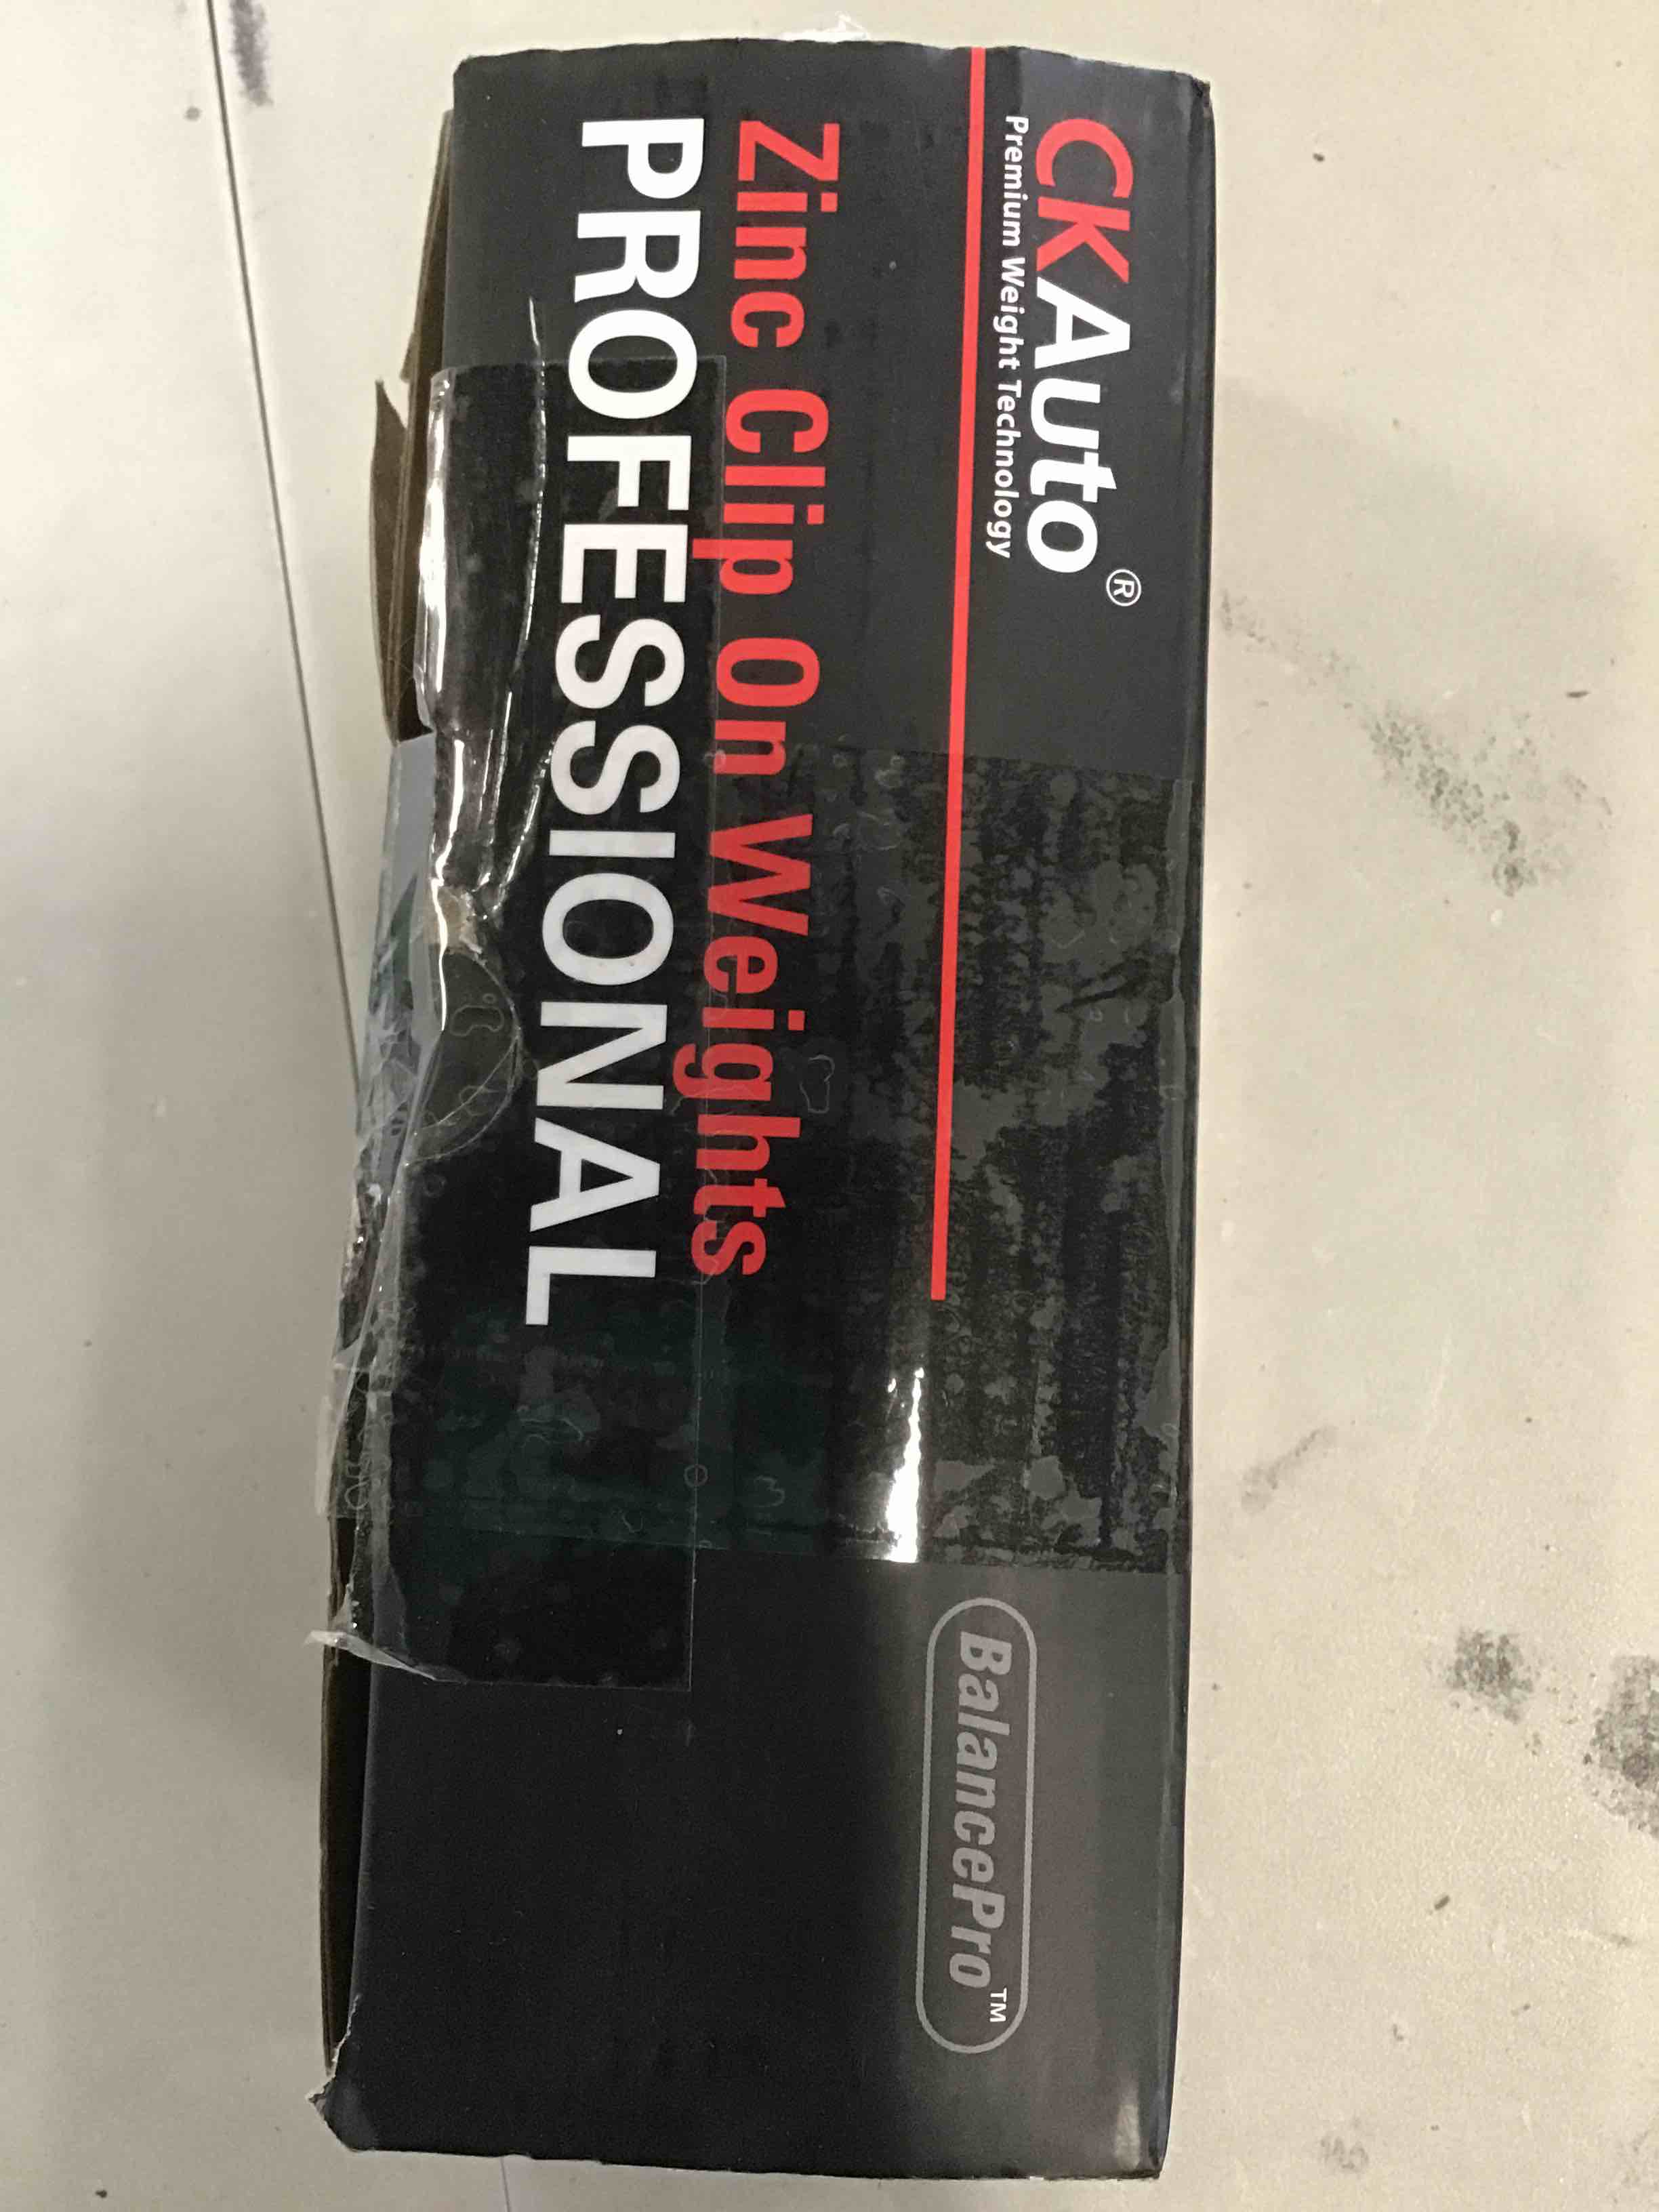 CKAuto®
Premium Weight Technology
Zinc Clip On Weights
PROFESSIONAL
BalancePro™